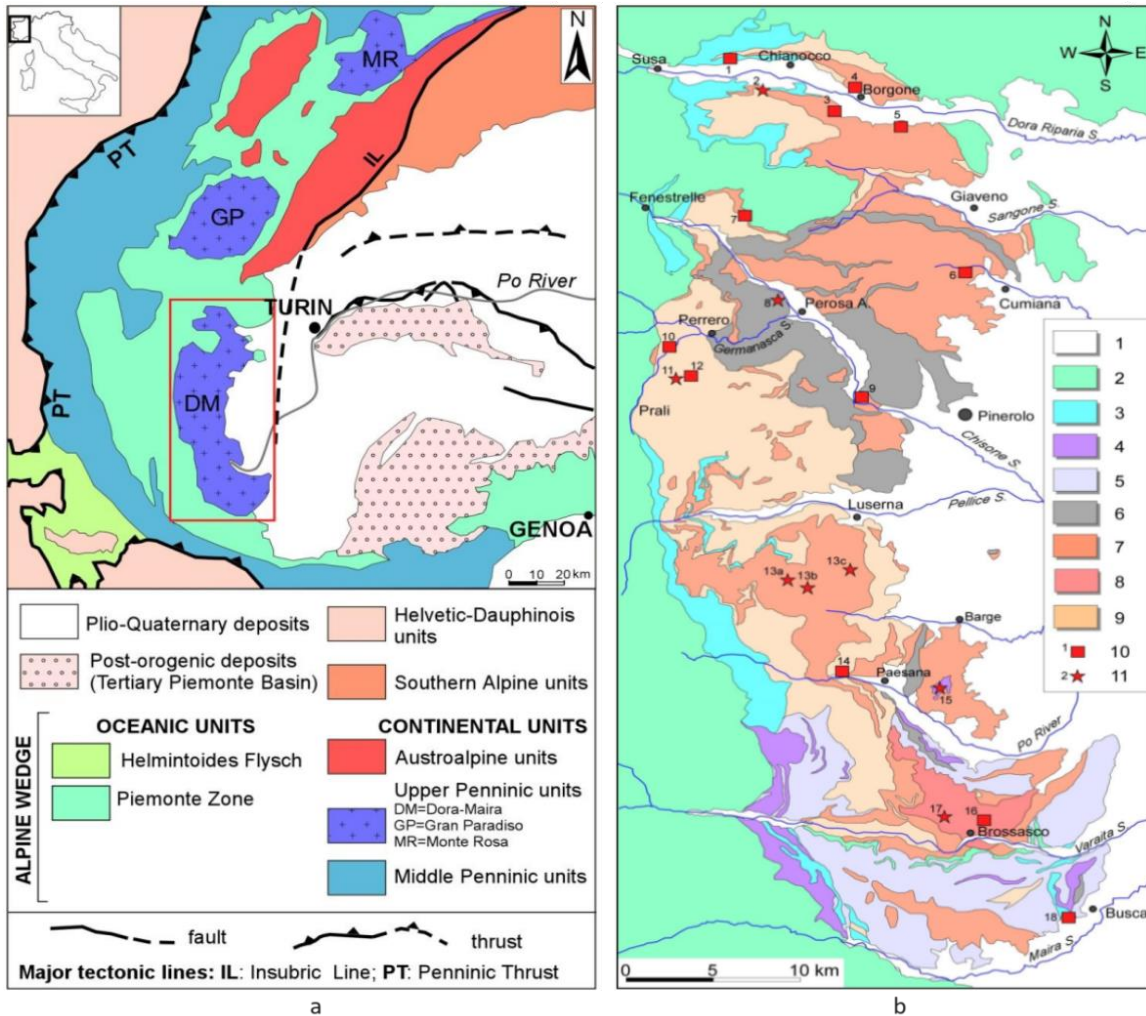 N
MR
PT
IL
GP
Po River
TURIN
DM
PT
GENOA
0 10 20 km
Plio-Quaternary deposits
Post-orogenic deposits
(Tertiary Piemonte Basin)
Helvetic-Dauphinois
units
Southern Alpine units
ALPINE WEDGE
OCEANIC UNITS
Helmintoides Flysch
Piemonte Zone
CONTINENTAL UNITS
Austroalpine units
Upper Penninic units
DM=Dora-Maira
GP=Gran Paradiso
MR=Monte Rosa
Middle Penninic units
fault
thrust
Major tectonic lines: IL: Insubric Line; PT: Penninic Thrust
a
N
W E
S
Susa
1
Chianocco
2
4
Borgone
3
5
Dora Riparia S.
Fenestrelle
7
Giaveno
Sangone S.
6
Cumiana
8
Perosa A.
Perrero
Germanasca S.
10
11
12
Prali
9
Pinerolo
Chisone S.
Pellice S.
Luserna
13a
13b
13c
Barge
14
Paesana
15
Po River
17
16
Brossasco
Varaita S.
18
Busca
Maira S.
0 5 10 km
1
2
3
4
5
6
7
8
9
1 10
2 11
b